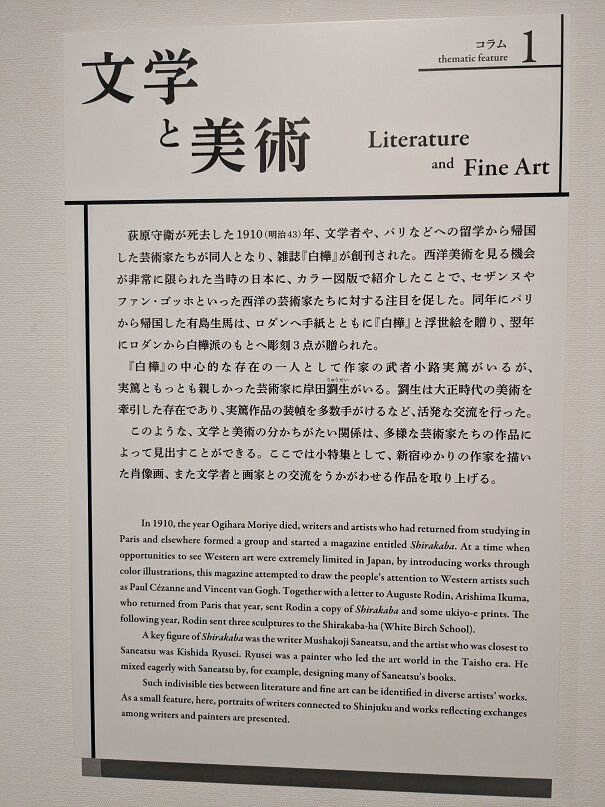 文学
と美術
コラム
thematic feature
1
Literature
and Fine Art
荻原守衛が死去した1910(明治43)年、文学者や、パリなどへの留学から帰国
した芸術家たちが同人となり、雑誌『白樺』が創刊された。西洋美術を見る機会
が非常に限られた当時の日本に、カラー図版で紹介したことで、セザンヌや
ファン・ゴッホといった西洋の芸術家たちに対する注目を促した。同年にパリ
から帰国した有島生馬は、ロダンへ手紙とともに『白樺』と浮世絵を贈り、翌年
にロダンから白樺派のもとへ彫刻3点が贈られた。
『白樺』の中心的な存在の一人として作家の武者小路実篤がいるが、
りゅうせい
実篤ともっとも親しかった芸術家に岸田劉生がいる。劉生は大正時代の美術を
牽引した存在であり、実篤作品の装幀を多数手がけるなど、活発な交流を行った。
このような、文学と美術の分かちがたい関係は、多様な芸術家たちの作品に
よって見出すことができる。ここでは小特集として、新宿ゆかりの作家を描い
た肖像画、また文学者と画家との交流をうかがわせる作品を取り上げる。
In 1910, the year Ogihara Moriye died, writers and artists who had returned from studying in
Paris and elsewhere formed a group and started a magazine entitled Shirakaba. At a time when
opportunities to see Western art were extremely limited in Japan, by introducing works through
color illustrations, this magazine attempted to draw the people's attention to Western artists such
as Paul Cézanne and Vincent van Gogh. Together with a letter to Auguste Rodin, Arishima Ikuma,
who returned from Paris that year, sent Rodin a copy of Shirakaba and some ukiyo-e prints. The
following year, Rodin sent three sculptures to the Shirakaba-ha (White Birch School).
A key figure of Shirakaba was the writer Mushakoji Saneatsu, and the artist who was closest to
Saneatsu was Kishida Ryusei. Ryusei was a painter who led the art world in the Taisho era. He
mixed eagerly with Saneatsu by, for example, designing many of Saneatsu's books.
Such indivisible ties between literature and fine art can be identified in diverse artists' works.
As a small feature, here, portraits of writers connected to Shinjuku and works reflecting exchanges
among writers and painters are presented.